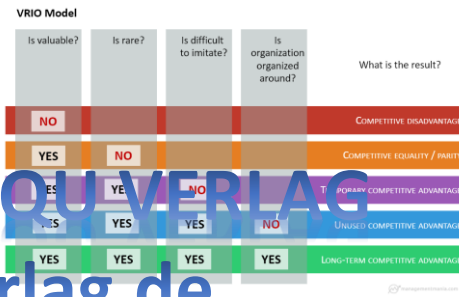 VRIO Model
Is valuable?
Is rare?
Is difficult
to imitate?
Is
organization
organized
around?
What is the result?
NO
COMPETITIVE DISADVANTAGE
YES
NO
COMPETITIVE EQUALITY / PARITY
YES
YES
NO
TEMPORARY COMPETITIVE ADVANTAGE
YES
YES
YES
NO
UNUSED COMPETITIVE ADVANTAGE
YES
YES
YES
YES
LONG-TERM COMPETITIVE ADVANTAGE
QU VERLAG
rlag.de